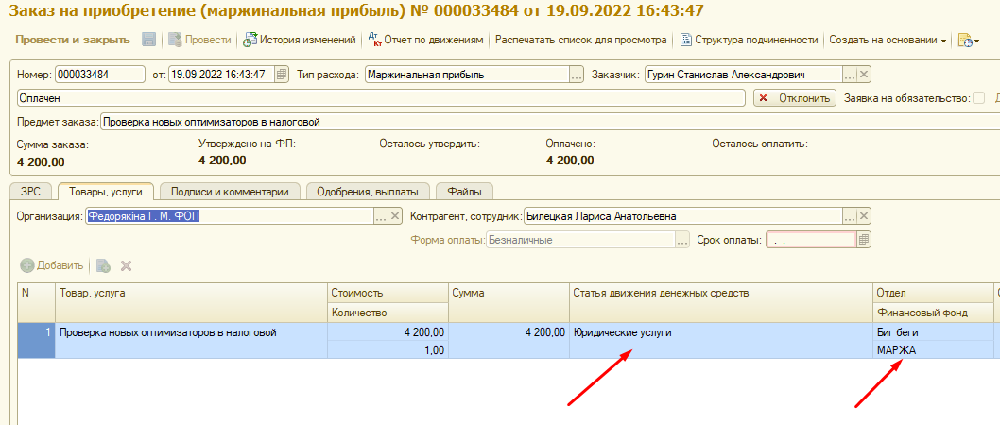 Заказ на приобретение (маржинальная прибыль) № 000033484 от 19.09.2022 16:43:47
Провести и закрыть Провести История изменений Дт Кт Отчет по движениям Распечатать список для просмотра Структура подчиненности Создать на основании
Номер: 000033484 от: 19.09.2022 16:43:47 Тип расхода: Маржинальная прибыль ... Заказчик: Гурин Станислав Александрович ...
Оплачен Отклонить Заявка на обязательство:
Предмет заказа: Проверка новых оптимизаторов в налоговой
Сумма заказа: Утверждено на ФП: Осталось утвердить: Оплачено: Осталось оплатить:
4 200,00 4 200,00 - 4 200,00 -
ЗРС Товары, услуги Подписи и комментарии Одобрения, выплаты Файлы
Организация: Федорякіна Г. М. ФОП ... Контрагент, сотрудник: Билецкая Лариса Анатольевна ...
Форма оплаты: Безналичные ... Срок оплаты: . .
Добавить
N Товар, услуга Стоимость Сумма Статья движения денежных средств Отдел
Количество Финансовый фонд
1 Проверка новых оптимизаторов в налоговой 4 200,00 4 200,00 Юридические услуги Биг беги
1,00 МАРЖА